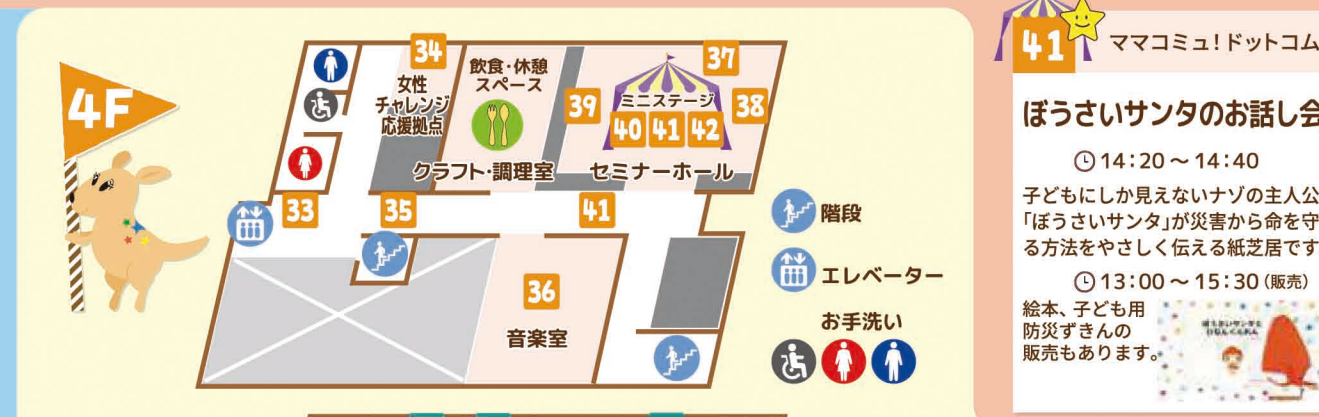 4F
34
女性
チャレンジ
応援拠点
飲食・休憩
スペース
クラフト・調理室
37
39
ミニステージ
38
40 41 42
セミナーホール
33
35
41
36
音楽室
階段
エレベーター
お手洗い
41
ママコミュ!ドットコム
ぼうさいサンタのお話し会
14:20 ～ 14:40
子どもにしか見えないナゾの主人公
「ぼうさいサンタ」が災害から命を守
る方法をやさしく伝える紙芝居です
13:00 ～ 15:30(販売)
絵本、子ども用
防災ずきんの
販売もあります。